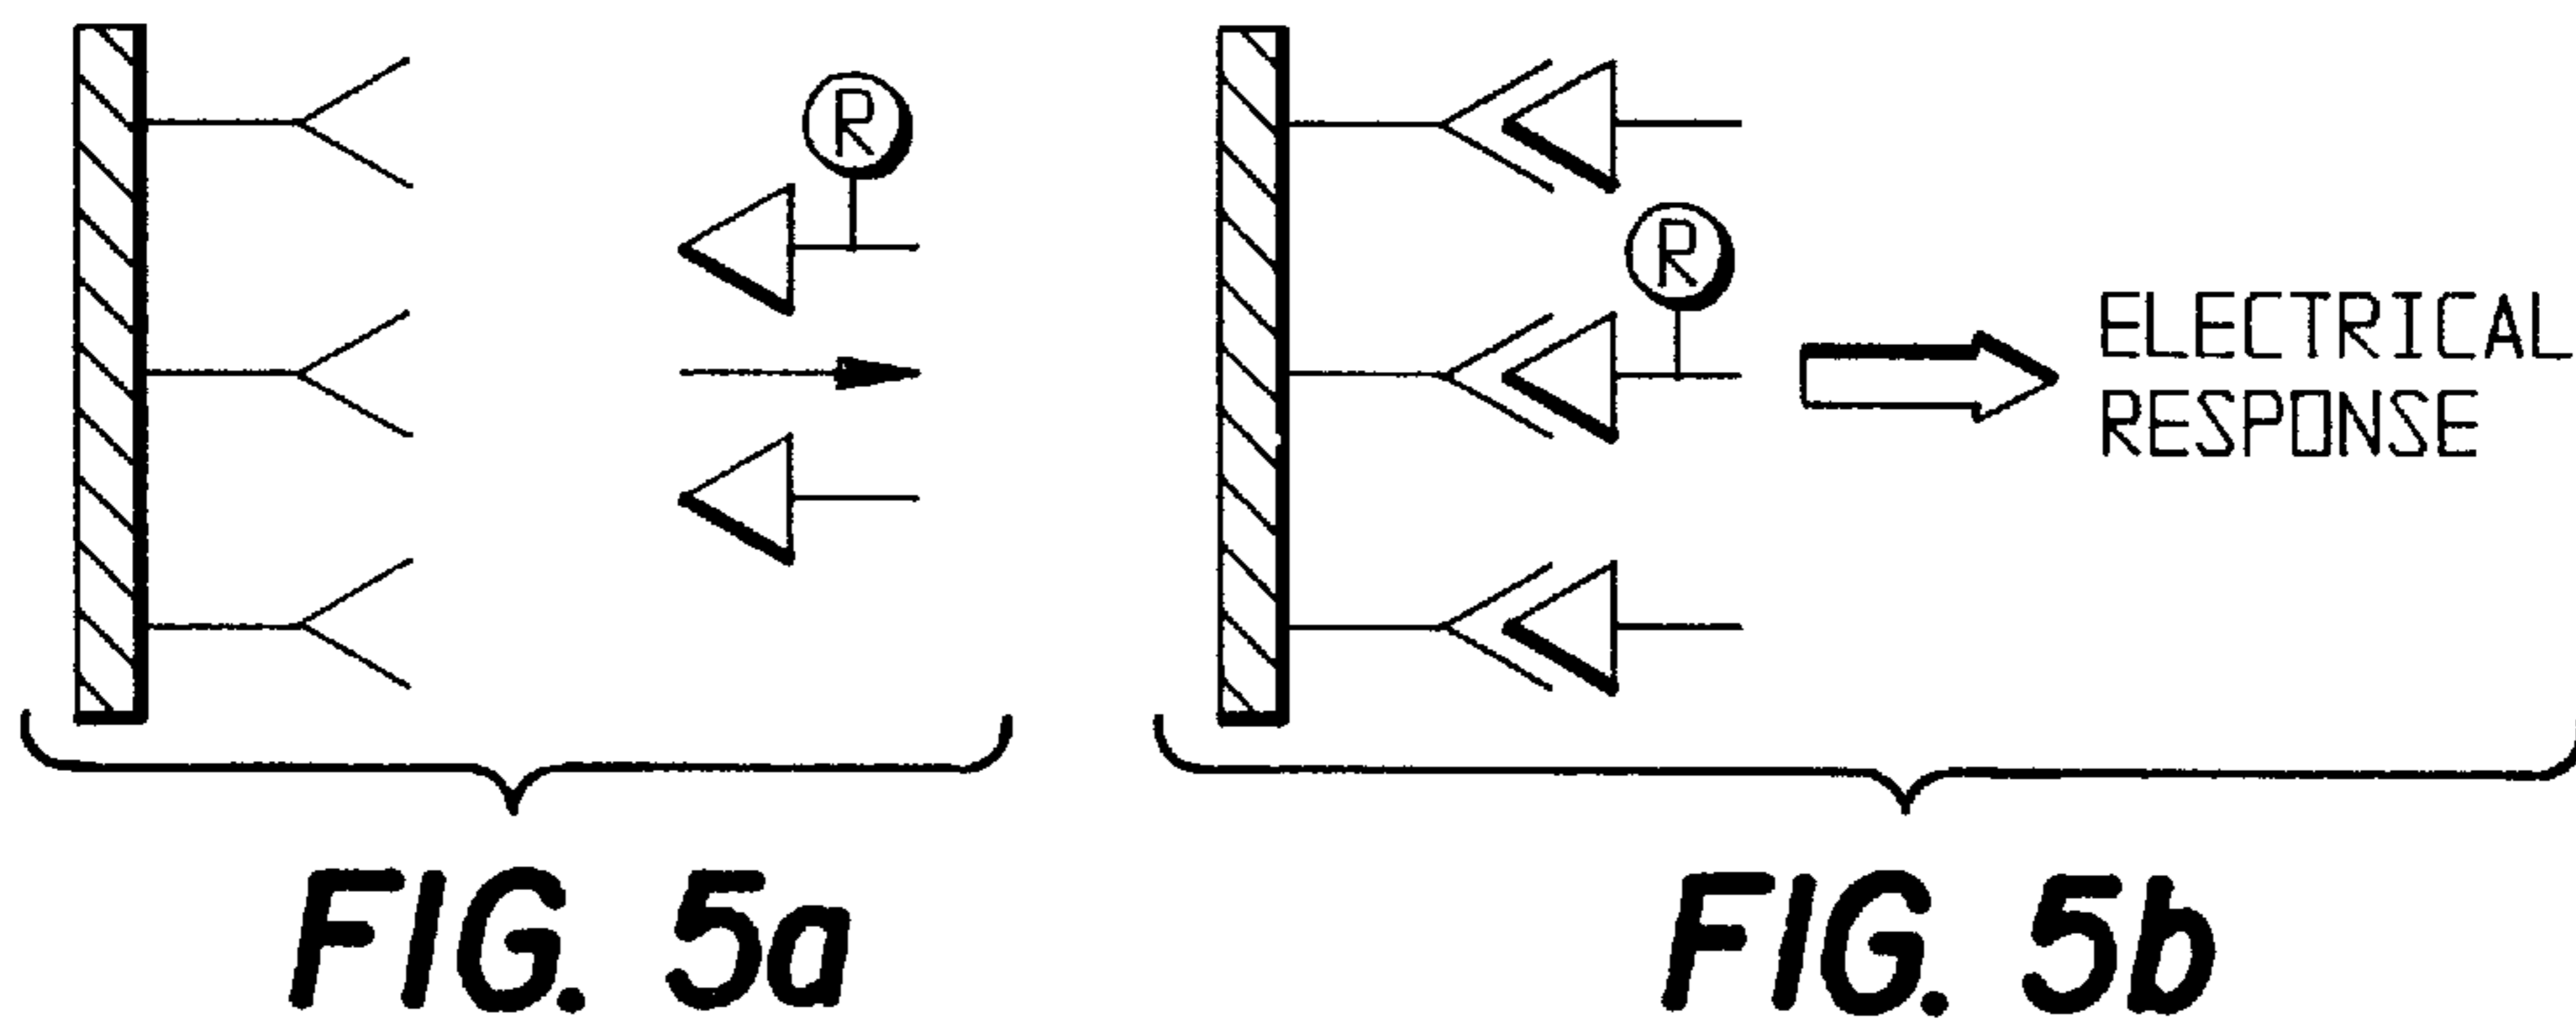 R
R
ELECTRICAL
RESPONSE
FIG. 5a
FIG. 5b